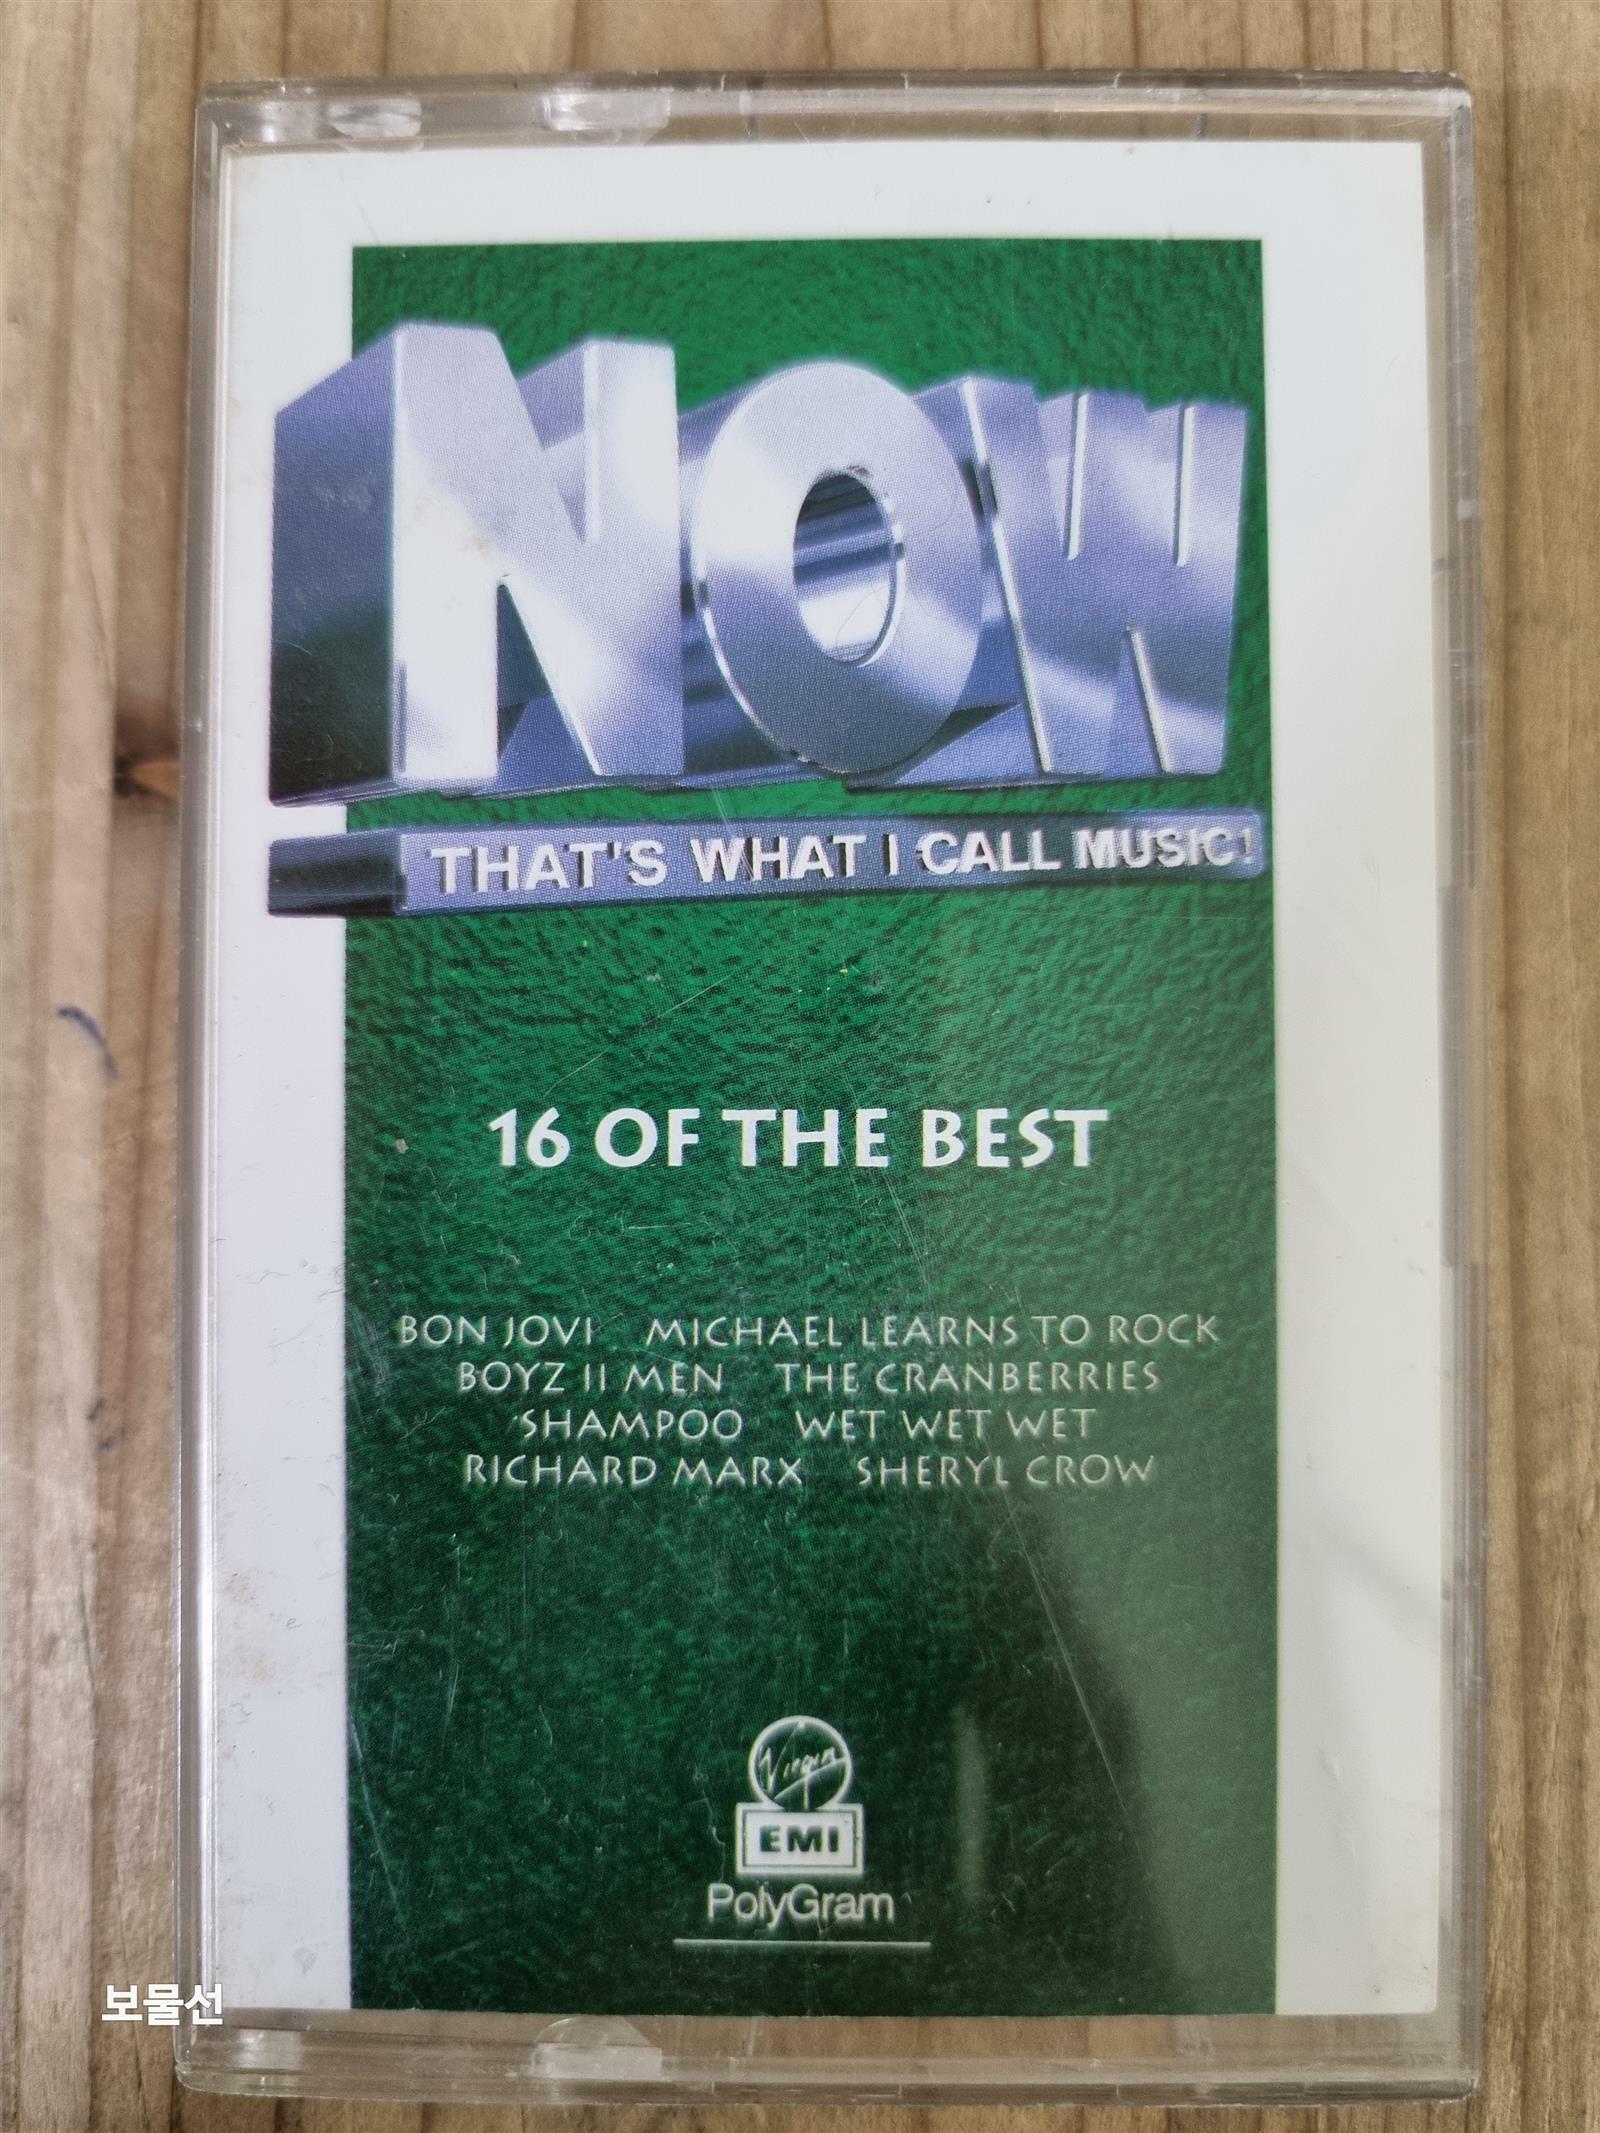 NOW
THAT'S WHAT I CALL MUSIC!
16 OF THE BEST
BON JOVI MICHAEL LEARNS TO ROCK
BOYZ II MEN THE CRANBERRIES
SHAMPOO WET WET WET
RICHARD MARX SHERYL CROW
Virgin
EMI
PolyGram
보물선